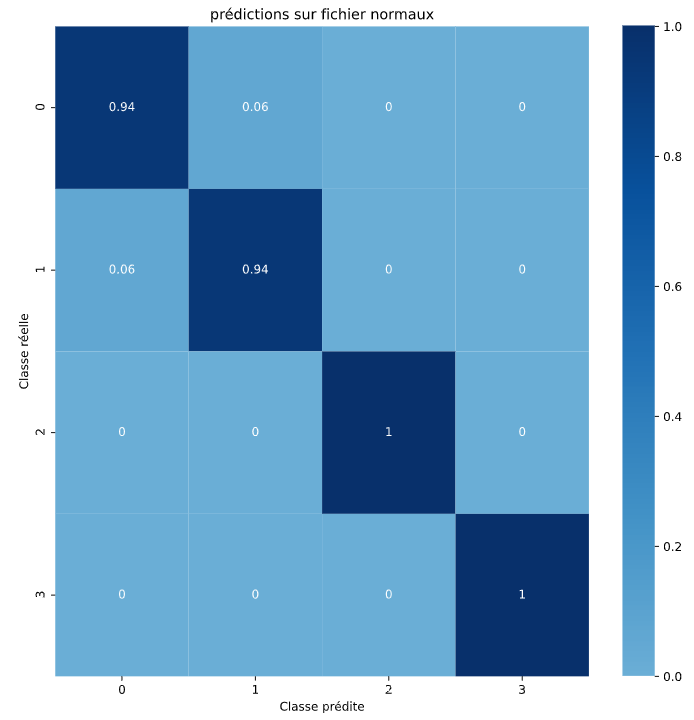 prédictions sur fichier normaux
0 0.94 0.06 0 0
1 0.06 0.94 0 0
2 0 0 1 0
3 0 0 0 1
0 1 2 3
Classe prédite
Classe réelle
1.0
0.8
0.6
0.4
0.2
0.0